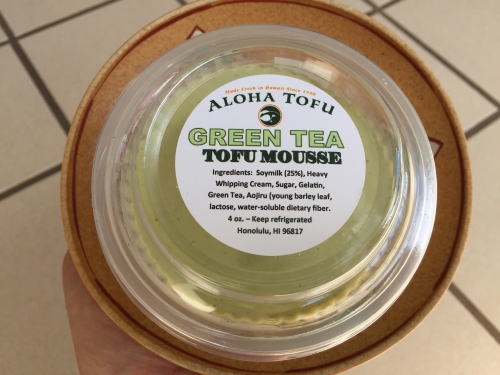 Made Fresh in Hawaii Since 1950
ALOHA TOFU
GREEN TEA
TOFU MOUSSE
Ingredients: Soymilk (25%), Heavy
Whipping Cream, Sugar, Gelatin,
Green Tea, Aojiru (young barley leaf,
lactose, water-soluble dietary fiber.
4 oz. – Keep refrigerated
Honolulu, HI 96817